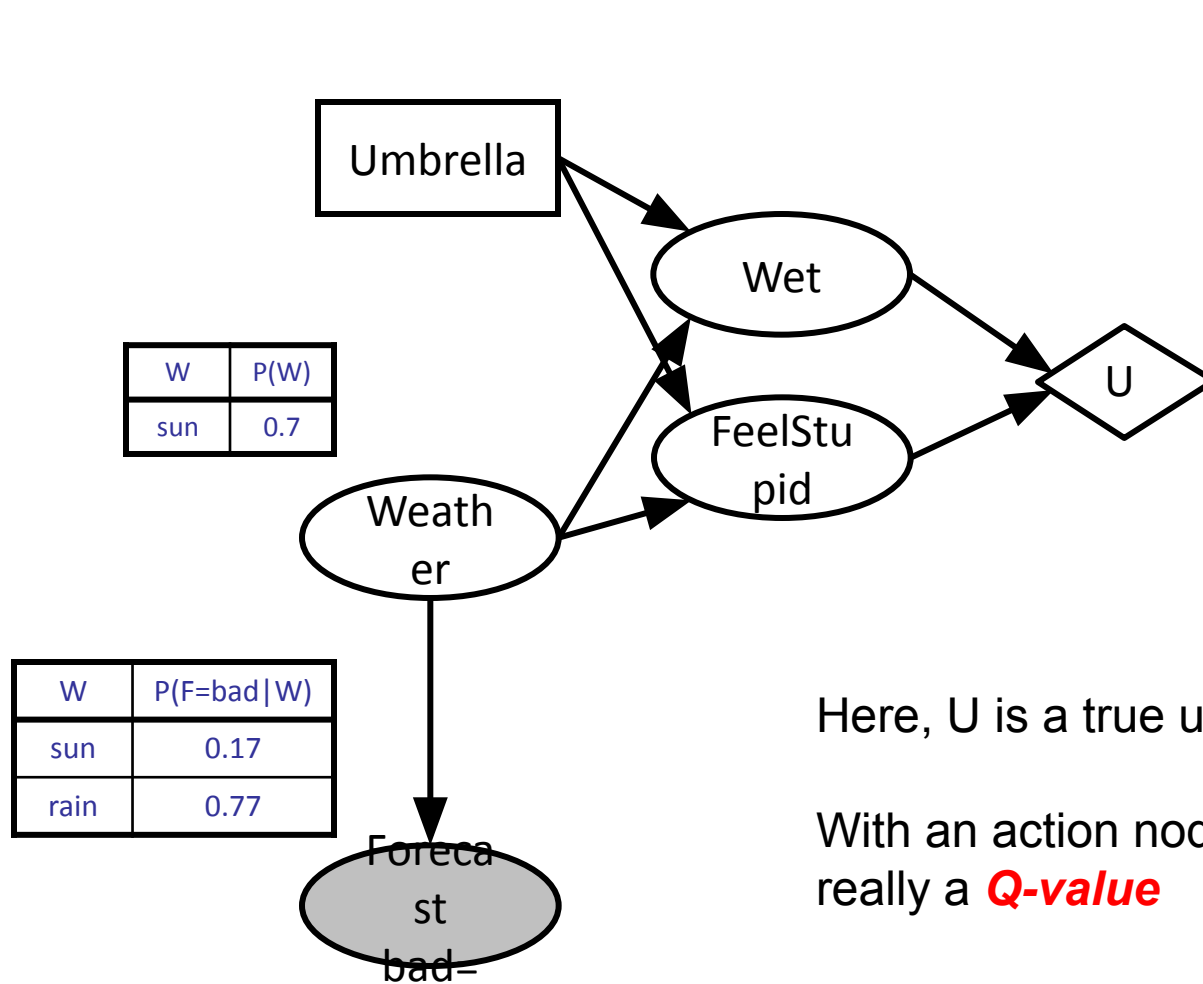 Umbrella
Wet
W P(W)
sun 0.7
U
FeelStu
pid
Weath
er
W P(F=bad|W)
sun 0.17
rain 0.77
Here, U is a true u
With an action nod
really a Q-value
Foreca
st
bad=